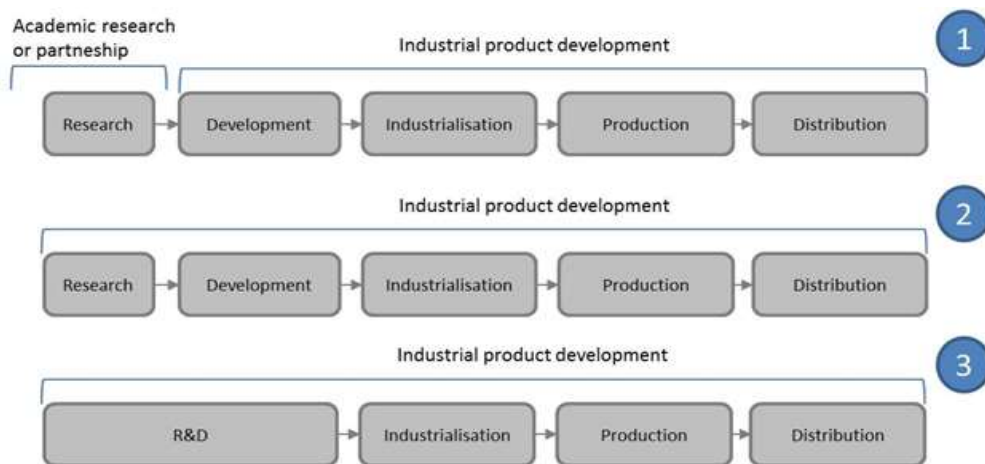 Academic research
or partneship
Industrial product development
1
Research
Development
Industrialisation
Production
Distribution
Industrial product development
2
Research
Development
Industrialisation
Production
Distribution
Industrial product development
3
R&D
Industrialisation
Production
Distribution